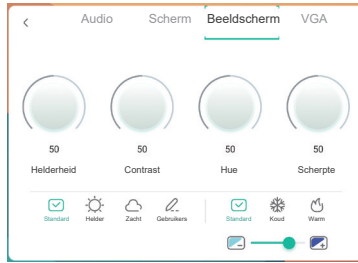 Audio Scherm Beeldscherm VGA
50 50 50 50
Helderheid Contrast Hue Scherpte
Standard Helder Zacht Gebruikers Standard Koud Warm